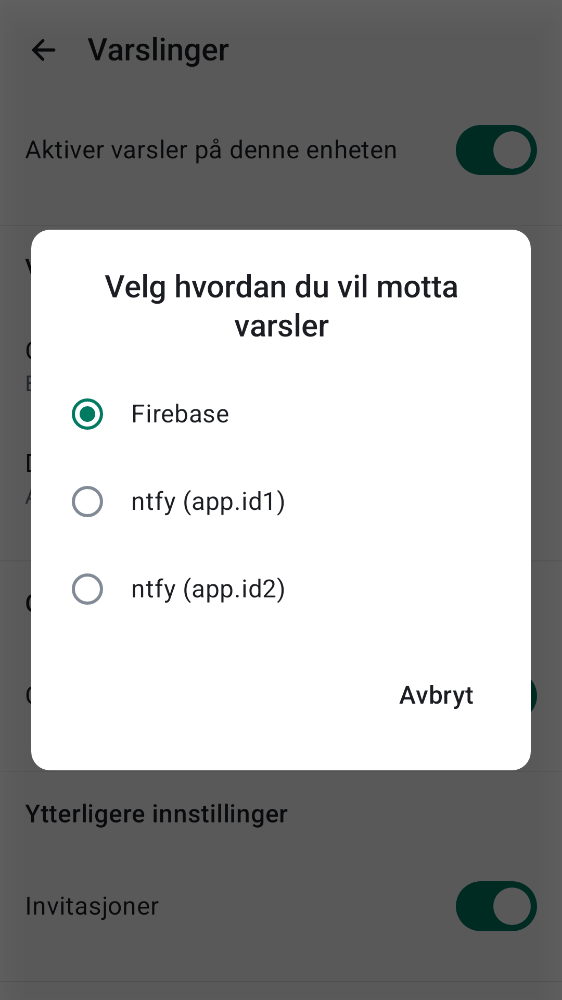 Varslinger
Aktiver varsler på denne enheten
Velg hvordan du vil motta
varsler
Firebase
ntfy (app.id1)
ntfy (app.id2)
Avbryt
Ytterligere innstillinger
Invitasjoner